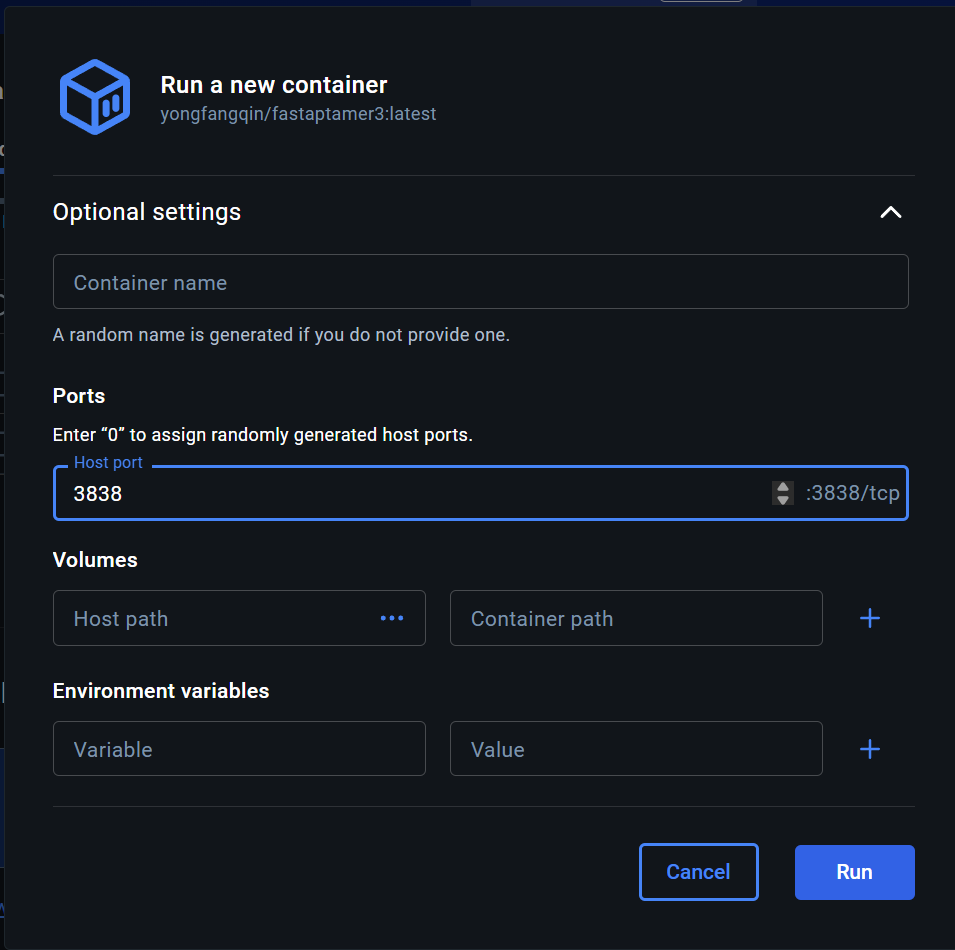 Run a new container
yongfangqin/fastaptamer3:latest
Optional settings
Container name
A random name is generated if you do not provide one.
Ports
Enter “0” to assign randomly generated host ports.
Host port
3838 :3838/tcp
Volumes
Host path Container path
Environment variables
Variable Value
Cancel Run